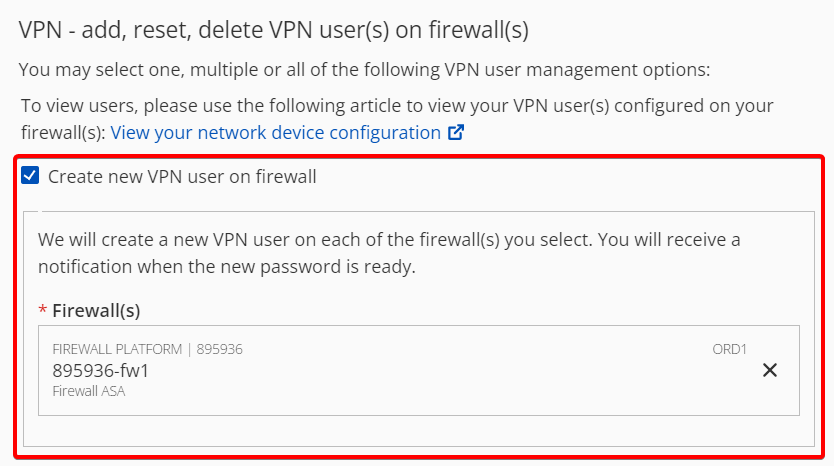 VPN - add, reset, delete VPN user(s) on firewall(s)
You may select one, multiple or all of the following VPN user management options:
To view users, please use the following article to view your VPN user(s) configured on your
firewall(s): View your network device configuration
Create new VPN user on firewall
We will create a new VPN user on each of the firewall(s) you select. You will receive a
notification when the new password is ready.
* Firewall(s)
FIREWALL PLATFORM | 895936 ORD1
895936-fw1
Firewall ASA